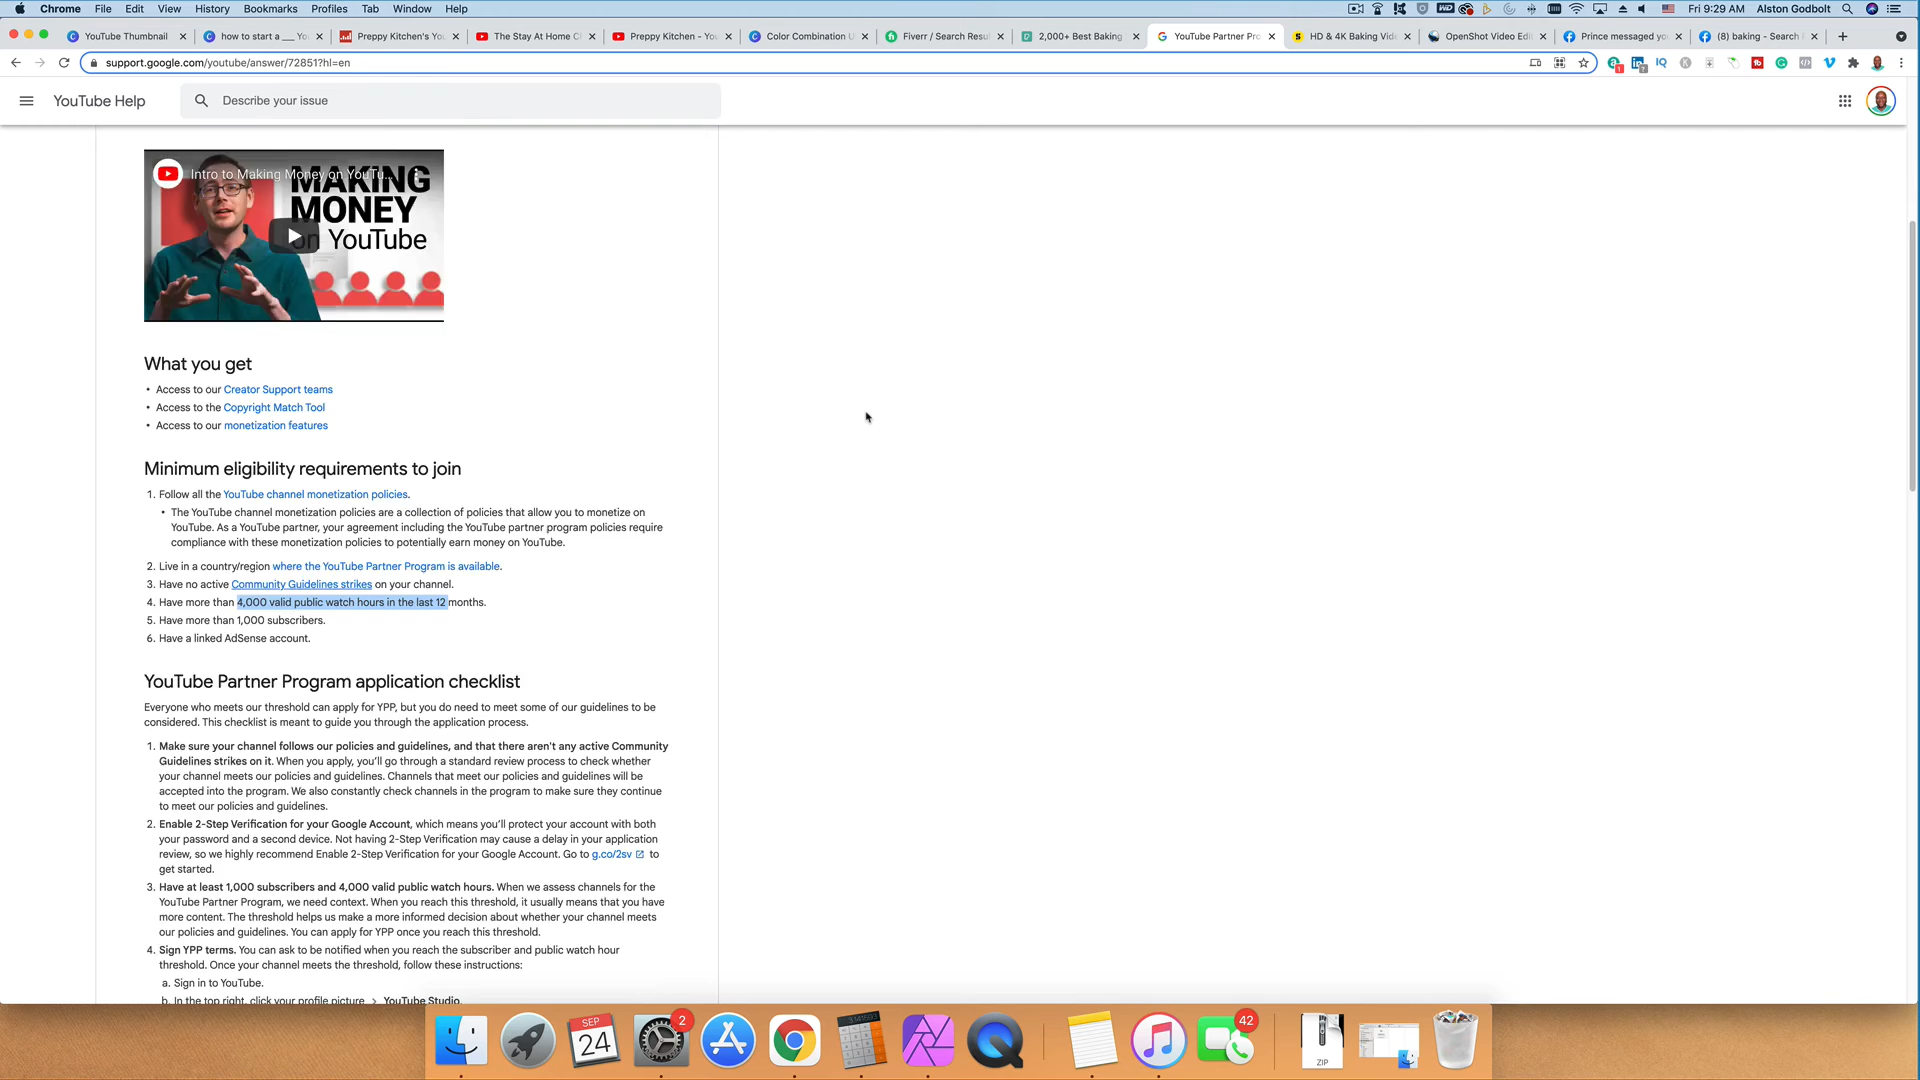 Chrome File Edit View History Bookmarks Profiles Tab Window Help
Fri 9:29 AM Alston Godbolt
YouTube Thumbnail
how to start a ___ Yo
Preppy Kitchen's You
The Stay At Home C
Preppy Kitchen - You
Color Combination U
Fiverr / Search Resul
2,000+ Best Baking
YouTube Partner Pro
HD & 4K Baking Vide
OpenShot Video Edit
Prince messaged you
(8) baking - Search
support.google.com/youtube/answer/72851?hl=en
YouTube Help
Describe your issue
Intro to Making Money on YouTu...
MAKING
MONEY
on YouTube
What you get
• Access to our Creator Support teams
• Access to the Copyright Match Tool
• Access to our monetization features
Minimum eligibility requirements to join
1. Follow all the YouTube channel monetization policies.
• The YouTube channel monetization policies are a collection of policies that allow you to monetize on
YouTube. As a YouTube partner, your agreement including the YouTube partner program policies require
compliance with these monetization policies to potentially earn money on YouTube.
2. Live in a country/region where the YouTube Partner Program is available.
3. Have no active Community Guidelines strikes on your channel.
4. Have more than 4,000 valid public watch hours in the last 12 months.
5. Have more than 1,000 subscribers.
6. Have a linked AdSense account.
YouTube Partner Program application checklist
Everyone who meets our threshold can apply for YPP, but you do need to meet some of our guidelines to be
considered. This checklist is meant to guide you through the application process.
1. Make sure your channel follows our policies and guidelines, and that there aren't any active Community
Guidelines strikes on it. When you apply, you'll go through a standard review process to check whether
your channel meets our policies and guidelines. Channels that meet our policies and guidelines will be
accepted into the program. We also constantly check channels in the program to make sure they continue
to meet our policies and guidelines.
2. Enable 2-Step Verification for your Google Account, which means you'll protect your account with both
your password and a second device. Not having 2-Step Verification may cause a delay in your application
review, so we highly recommend Enable 2-Step Verification for your Google Account. Go to g.co/2sv to
get started.
3. Have at least 1,000 subscribers and 4,000 valid public watch hours. When we assess channels for the
YouTube Partner Program, we need context. When you reach this threshold, it usually means that you have
more content. The threshold helps us make a more informed decision about whether your channel meets
our policies and guidelines. You can apply for YPP once you reach this threshold.
4. Sign YPP terms. You can ask to be notified when you reach the subscriber and public watch hour
threshold. Once your channel meets the threshold, follow these instructions:
a. Sign in to YouTube.
b. In the top right, click your profile picture > YouTube Studio.
SEP
24
2
42
ZIP